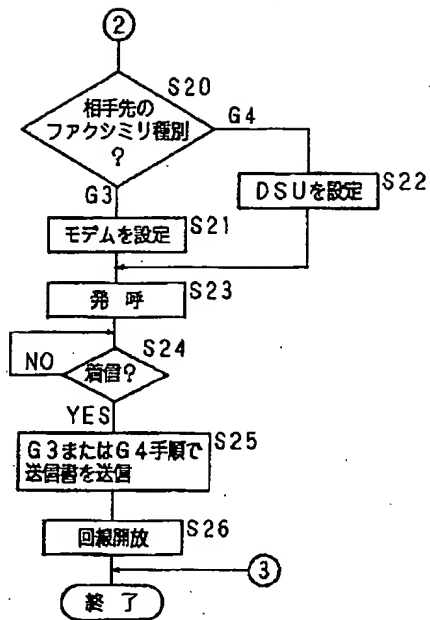 ②
S20
相手先の
ファクシミリ種別
?
G4
G3
DSUを設定
S22
モデムを設定
S21
発 呼
S23
S24
着信?
NO
YES
G3またはG4手順で
送信書を送信
S25
回線開放
S26
③
終 了